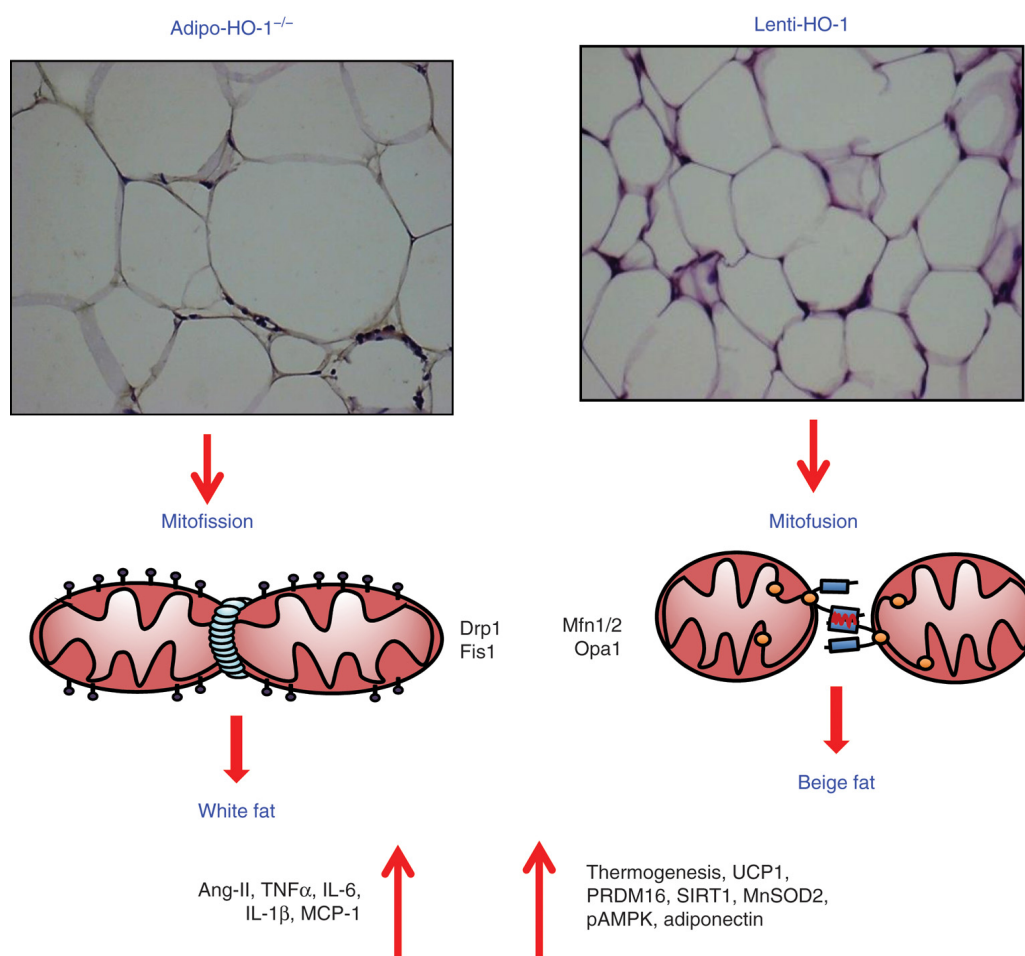 Adipo-HO-1⁻/⁻
Lenti-HO-1
Mitofission
Mitofusion
Drp1
Fis1
Mfn1/2
Opa1
White fat
Beige fat
Ang-II, TNFα, IL-6,
IL-1β, MCP-1
Thermogenesis, UCP1,
PRDM16, SIRT1, MnSOD2,
pAMPK, adiponectin